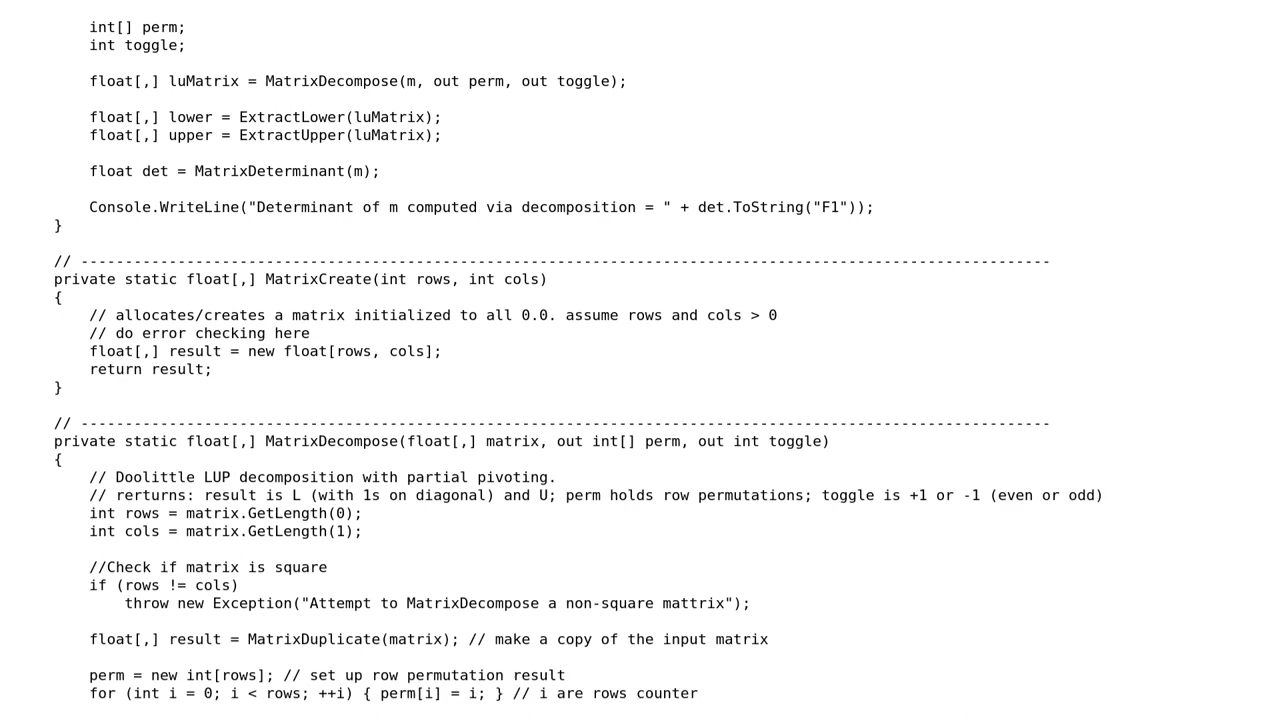 int[] perm;
int toggle;
float[,] luMatrix = MatrixDecompose(m, out perm, out toggle);
float[,] lower = ExtractLower(luMatrix);
float[,] upper = ExtractUpper(luMatrix);
float det = MatrixDeterminant(m);
Console.WriteLine("Determinant of m computed via decomposition = " + det.ToString("F1"));
}
// --------------------------------------------------------------------------------------------------------------
private static float[,] MatrixCreate(int rows, int cols)
{
// allocates/creates a matrix initialized to all 0.0. assume rows and cols > 0
// do error checking here
float[,] result = new float[rows, cols];
return result;
}
// --------------------------------------------------------------------------------------------------------------
private static float[,] MatrixDecompose(float[,] matrix, out int[] perm, out int toggle)
{
// Doolittle LUP decomposition with partial pivoting.
// rerturns: result is L (with 1s on diagonal) and U; perm holds row permutations; toggle is +1 or -1 (even or odd)
int rows = matrix.GetLength(0);
int cols = matrix.GetLength(1);
//Check if matrix is square
if (rows != cols)
throw new Exception("Attempt to MatrixDecompose a non-square mattrix");
float[,] result = MatrixDuplicate(matrix); // make a copy of the input matrix
perm = new int[rows]; // set up row permutation result
for (int i = 0; i < rows; ++i) { perm[i] = i; } // i are rows counter